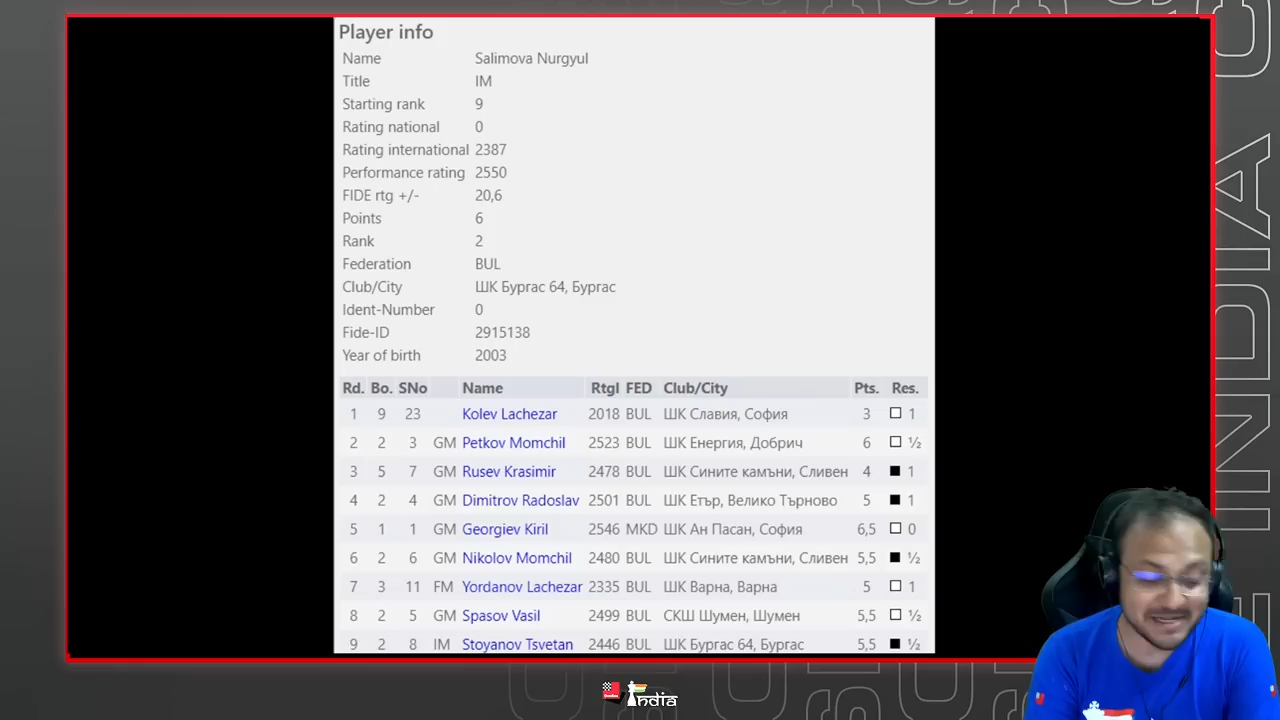 Player info
Name Salimova Nurgyul
Title IM
Starting rank 9
Rating national 0
Rating international 2387
Performance rating 2550
FIDE rtg +/- 20,6
Points 6
Rank 2
Federation BUL
Club/City ШК Бургас 64, Бургас
Ident-Number 0
Fide-ID 2915138
Year of birth 2003
Rd. Bo. SNo Name RtgI FED Club/City Pts. Res.
1 9 23 Kolev Lachezar 2018 BUL ШК Славия, София 3 □ 1
2 2 3 GM Petkov Momchil 2523 BUL ШК Енергия, Добрич 6 □ ½
3 5 7 GM Rusev Krasimir 2478 BUL ШК Сините камъни, Сливен 4 ■ 1
4 2 4 GM Dimitrov Radoslav 2501 BUL ШК Етър, Велико Търново 5 ■ 1
5 1 1 GM Georgiev Kiril 2546 MKD ШК Ан Пасан, София 6,5 □ 0
6 2 6 GM Nikolov Momchil 2480 BUL ШК Сините камъни, Сливен 5,5 ■ ½
7 3 11 FM Yordanov Lachezar 2335 BUL ШК Варна, Варна 5 □ 1
8 2 5 GM Spasov Vasil 2499 BUL СКШ Шумен, Шумен 5,5 □ ½
9 2 8 IM Stoyanov Tsvetan 2446 BUL ШК Бургас 64, Бургас 5,5 ■ ½
India
INDIA